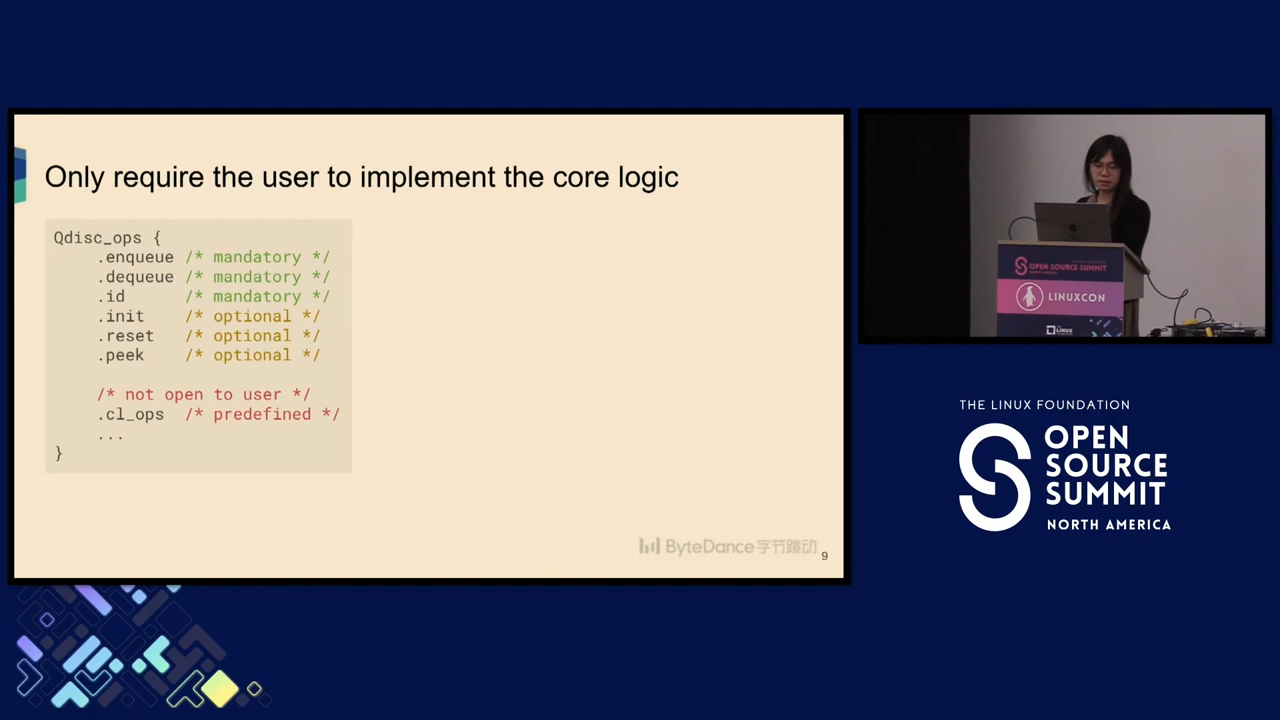 Only require the user to implement the core logic
Qdisc_ops {
.enqueue /* mandatory */
.dequeue /* mandatory */
.id /* mandatory */
.init /* optional */
.reset /* optional */
.peek /* optional */
/* not open to user */
.cl_ops /* predefined */
...
}
ByteDance字节跳动
9
OPEN SOURCE SUMMIT
LINUXCON
LINUX
THE LINUX FOUNDATION
OPEN
SOURCE
SUMMIT
NORTH AMERICA